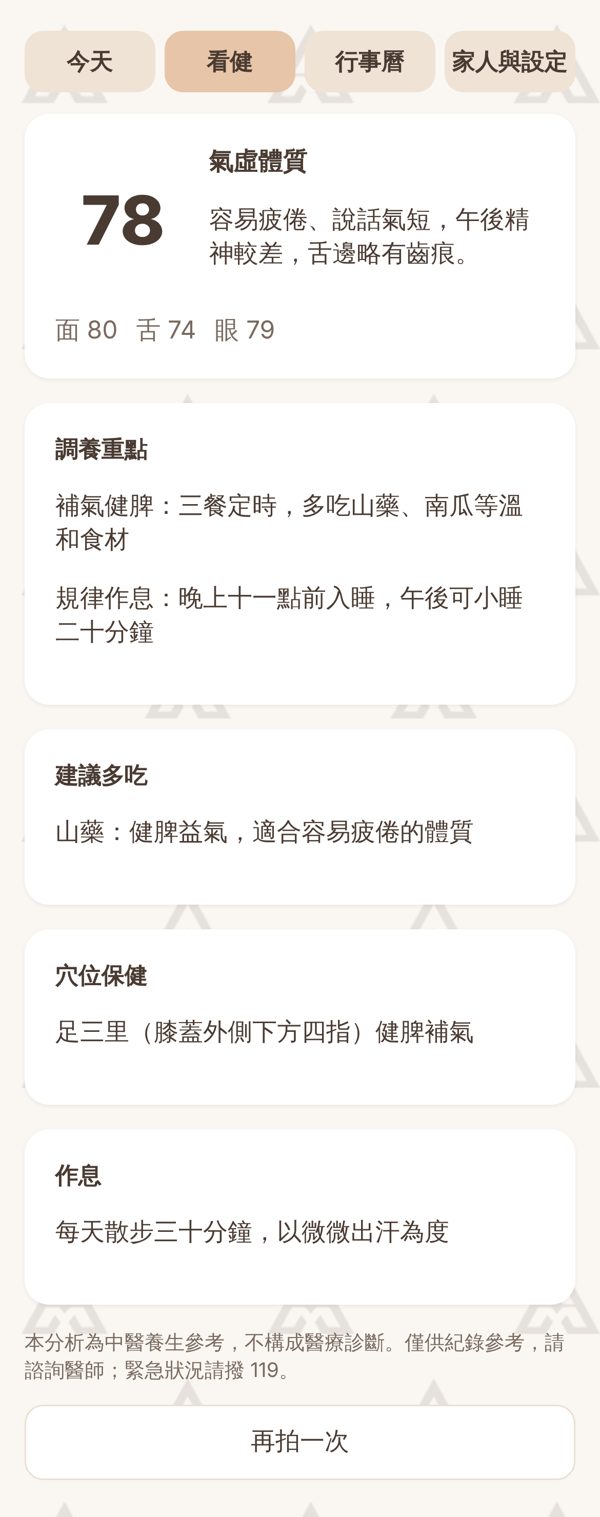 今天
看健
行事曆
家人與設定
氣虛體質
78
容易疲倦、說話氣短，午後精
神較差，舌邊略有齒痕。
面 80 舌 74 眼 79
調養重點
補氣健脾：三餐定時，多吃山藥、南瓜等溫
和食材
規律作息：晚上十一點前入睡，午後可小睡
二十分鐘
建議多吃
山藥：健脾益氣，適合容易疲倦的體質
穴位保健
足三里（膝蓋外側下方四指）健脾補氣
作息
每天散步三十分鐘，以微微出汗為度
本分析為中醫養生參考，不構成醫療診斷。僅供紀錄參考，請
諮詢醫師；緊急狀況請撥 119。
再拍一次